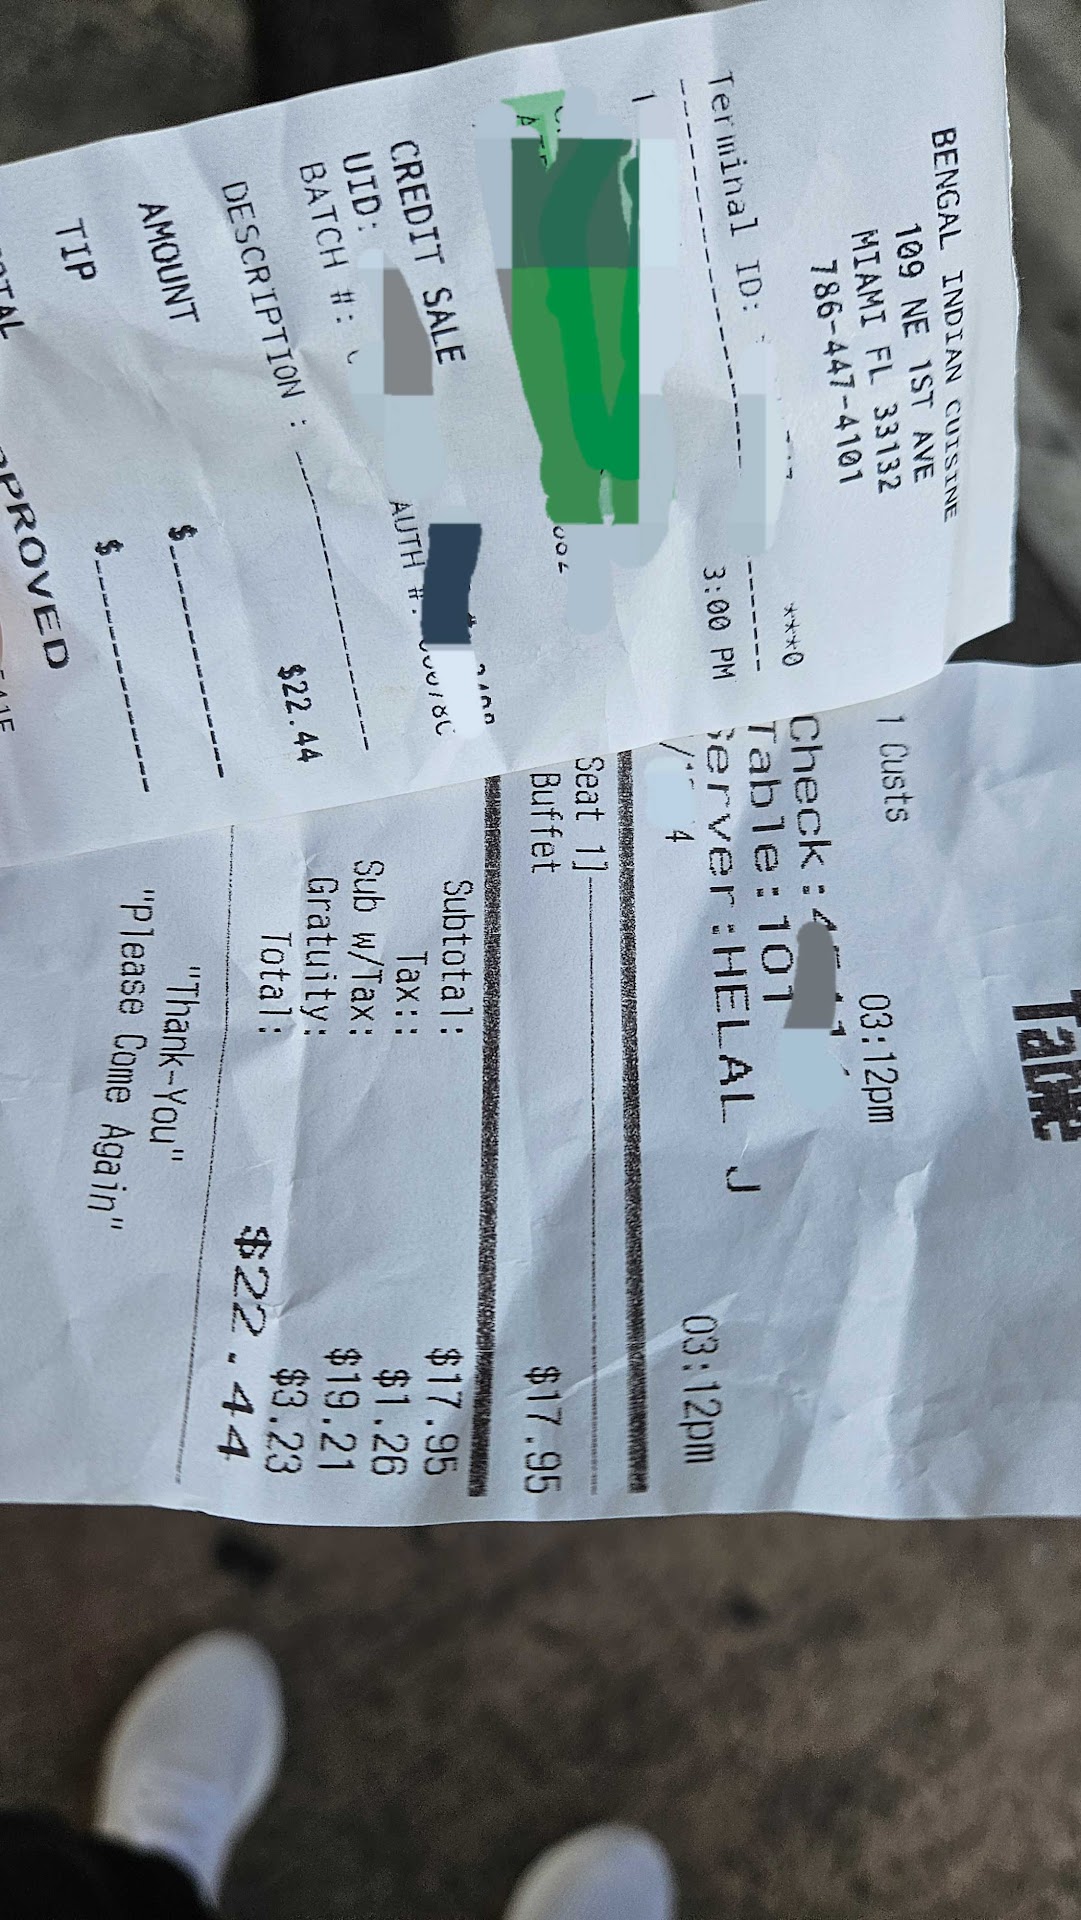 BENGAL INDIAN CUISINE
109 NE 1ST AVE
MIAMI FL 33132
786-447-4101
Terminal ID: ***0
3:00 PM
CREDIT SALE
UID:
BATCH #: AUTH #:
DESCRIPTION :
AMOUNT $22.44
TIP $
$
Table
1 Custs 03:12pm
Check:
Table:101
Server:HELAL J
4 03:12pm
Seat 1]
Buffet $17.95
Subtotal: $17.95
Tax:: $1.26
Sub w/Tax: $19.21
Gratuity: $3.23
Total: $22.44
"Thank-You"
"Please Come Again"